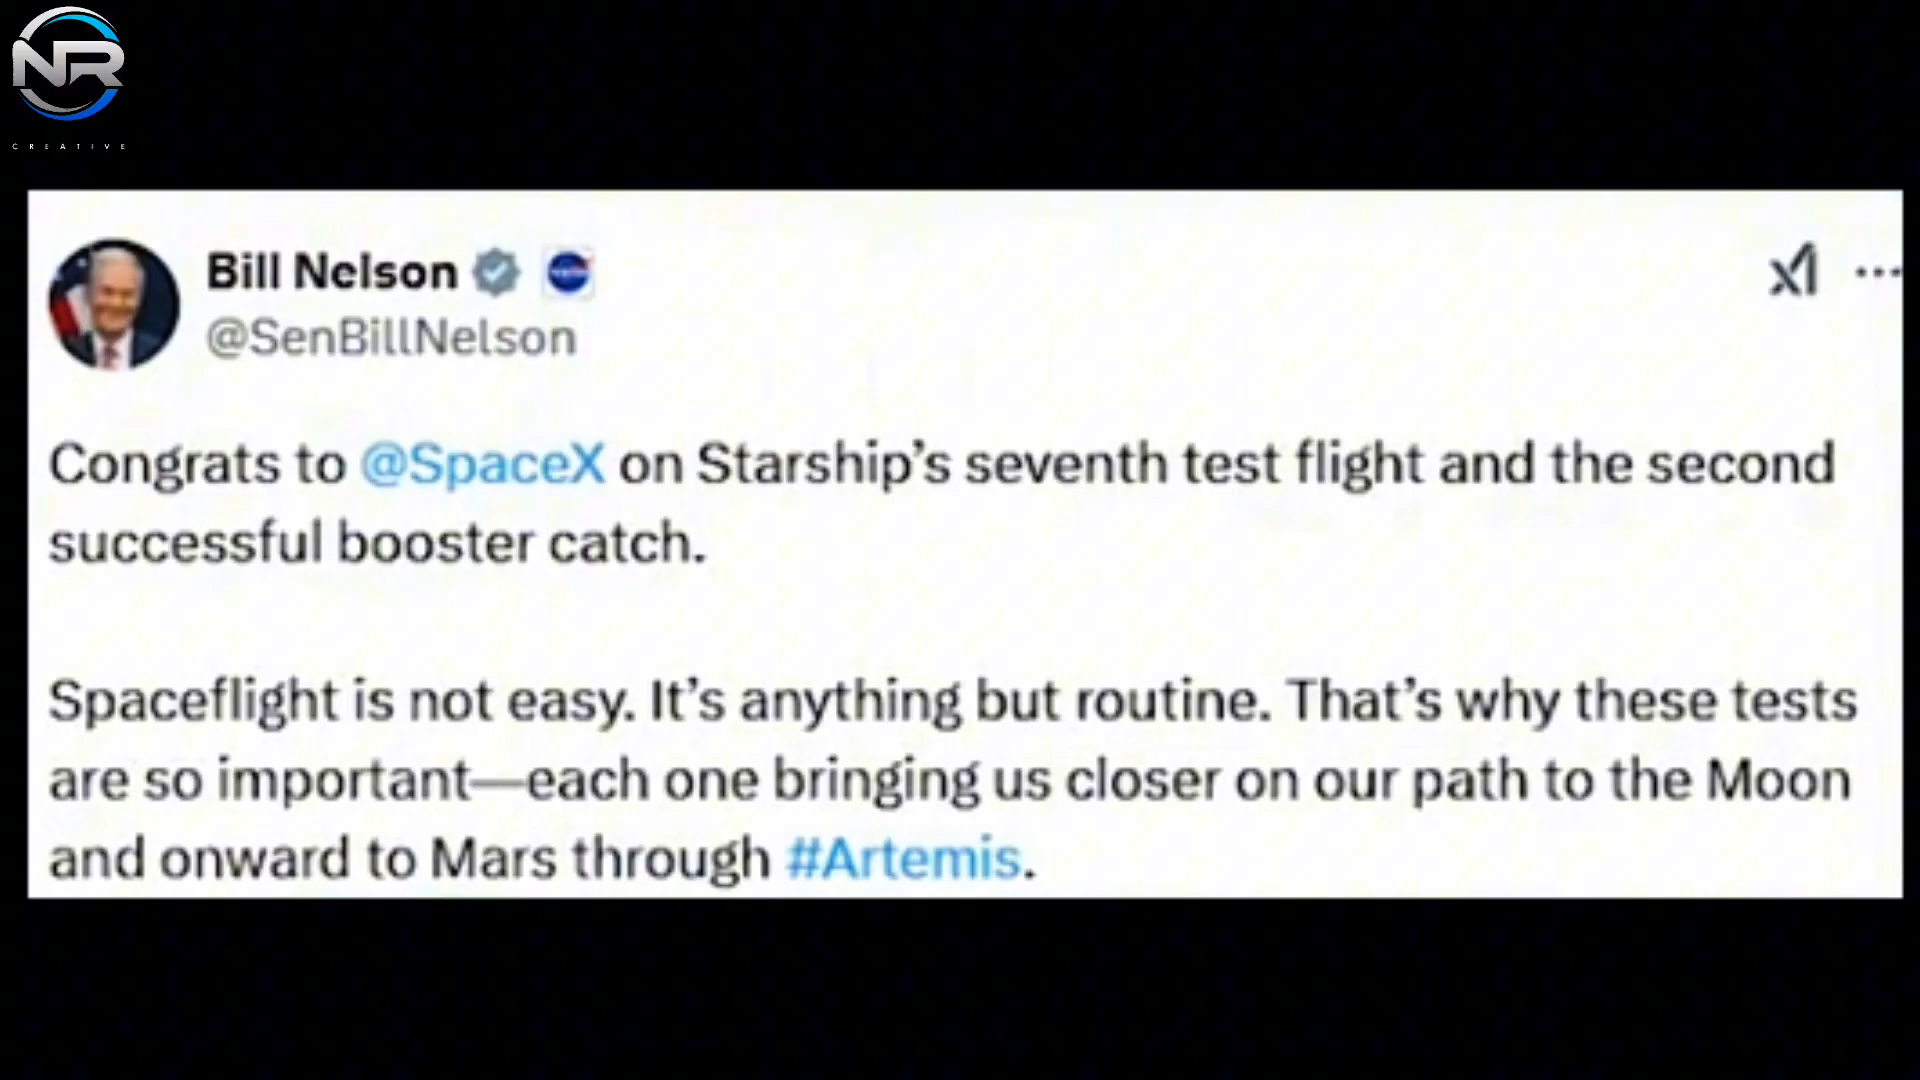 NR
CREATIVE
Bill Nelson
@SenBillNelson
Congrats to @SpaceX on Starship’s seventh test flight and the second
successful booster catch.
Spaceflight is not easy. It’s anything but routine. That’s why these tests
are so important—each one bringing us closer on our path to the Moon
and onward to Mars through #Artemis.